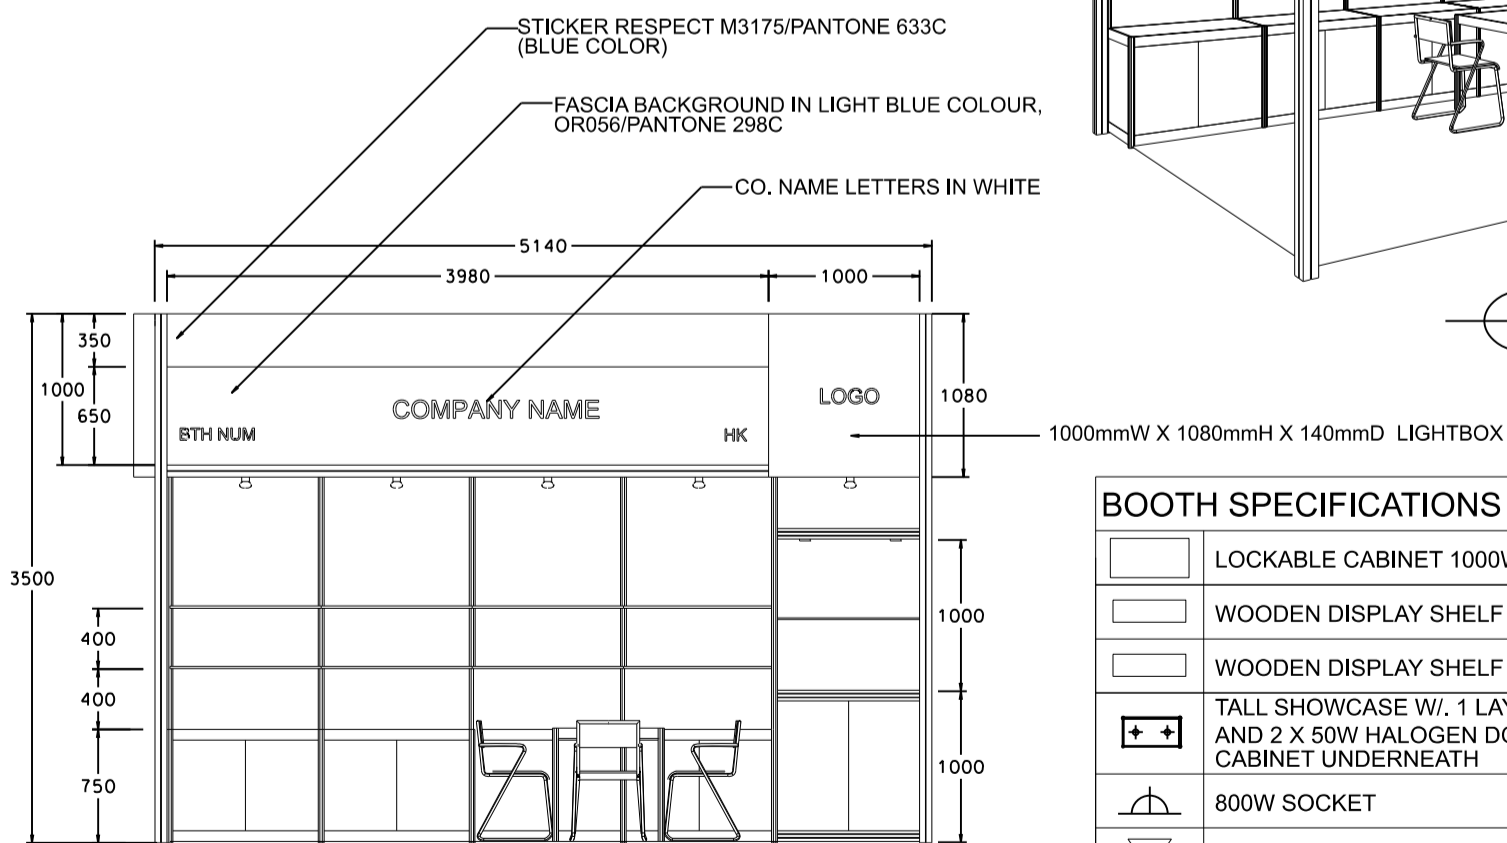 STICKER RESPECT M3175/PANTONE 633C
(BLUE COLOR)
FASCIA BACKGROUND IN LIGHT BLUE COLOUR,
OR056/PANTONE 298C
CO. NAME LETTERS IN WHITE
5140
3980
1000
350
1000
650
COMPANY NAME
BTH NUM
HK
LOGO
1080
1000mmW X 1080mmH X 140mmD LIGHTBOX
3500
400
400
750
1000
1000
BOOTH SPECIFICATIONS
LOCKABLE CABINET 1000W
WOODEN DISPLAY SHELF
WOODEN DISPLAY SHELF
TALL SHOWCASE W/. 1 LAY
AND 2 X 50W HALOGEN DO
CABINET UNDERNEATH
800W SOCKET